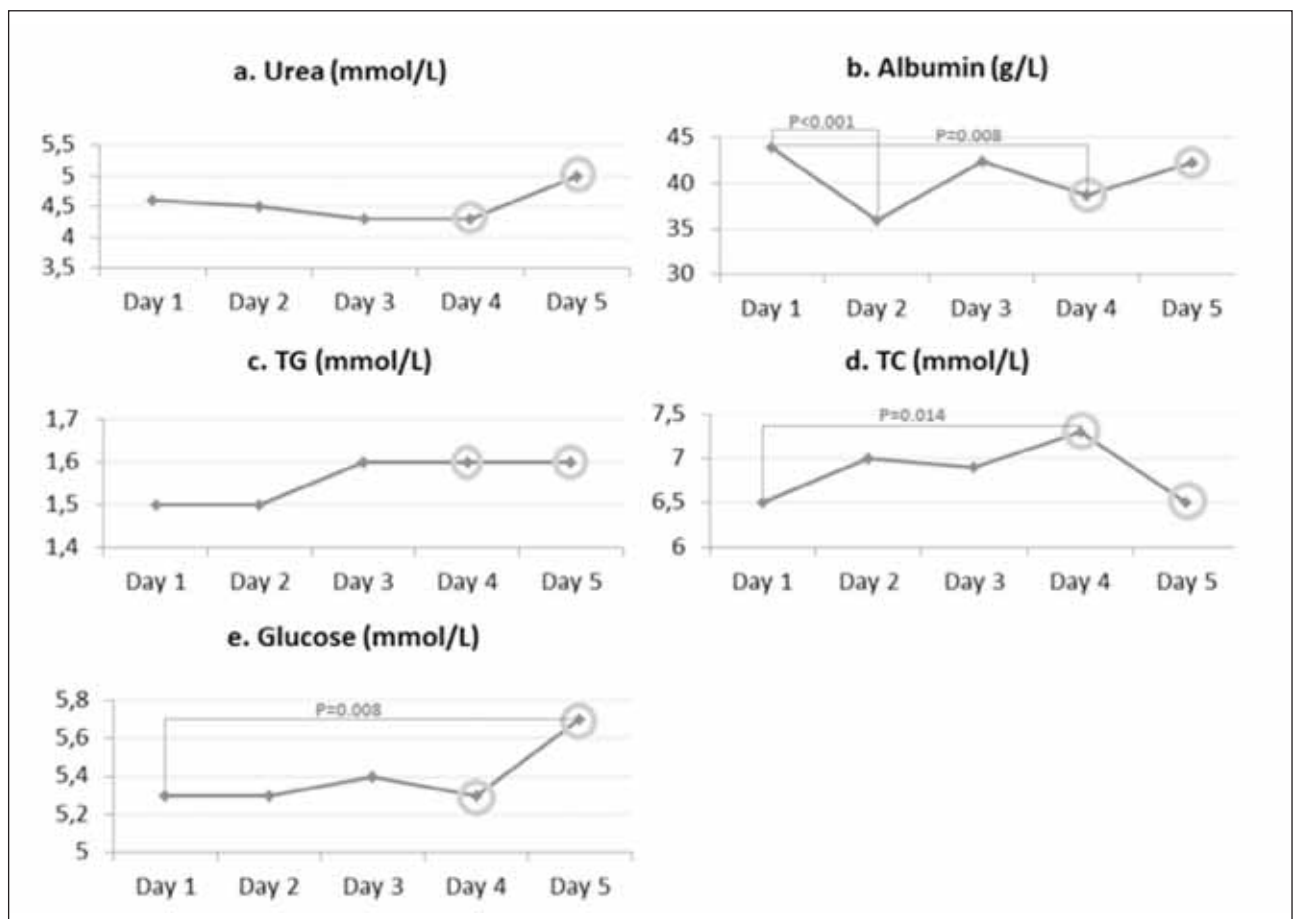 a. Urea (mmol/L)
5,5
5
4,5
4
3,5
Day 1 Day 2 Day 3 Day 4 Day 5
b. Albumin (g/L)
P<0.001
P=0.008
45
40
35
30
Day 1 Day 2 Day 3 Day 4 Day 5
c. TG (mmol/L)
1,7
1,6
1,5
1,4
Day 1 Day 2 Day 3 Day 4 Day 5
d. TC (mmol/L)
P=0.014
7,5
7
6,5
6
Day 1 Day 2 Day 3 Day 4 Day 5
e. Glucose (mmol/L)
P=0.008
5,8
5,6
5,4
5,2
5
Day 1 Day 2 Day 3 Day 4 Day 5